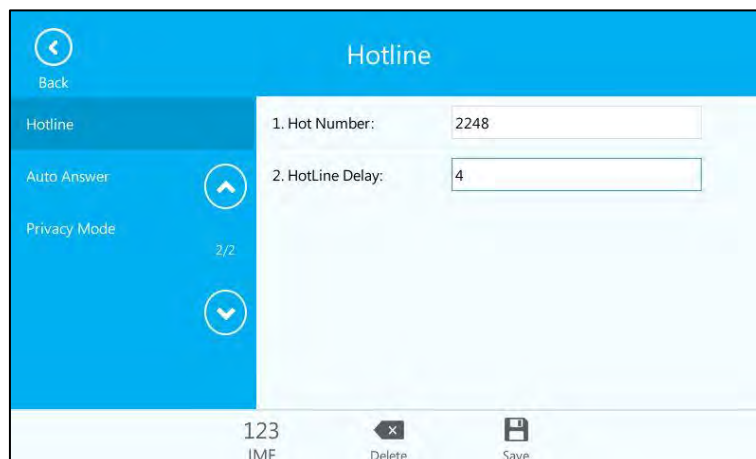 Hotline
Back
Hotline
Auto Answer
Privacy Mode
2/2
1. Hot Number:
2248
2. HotLine Delay:
4
123
IME
Delete
Save